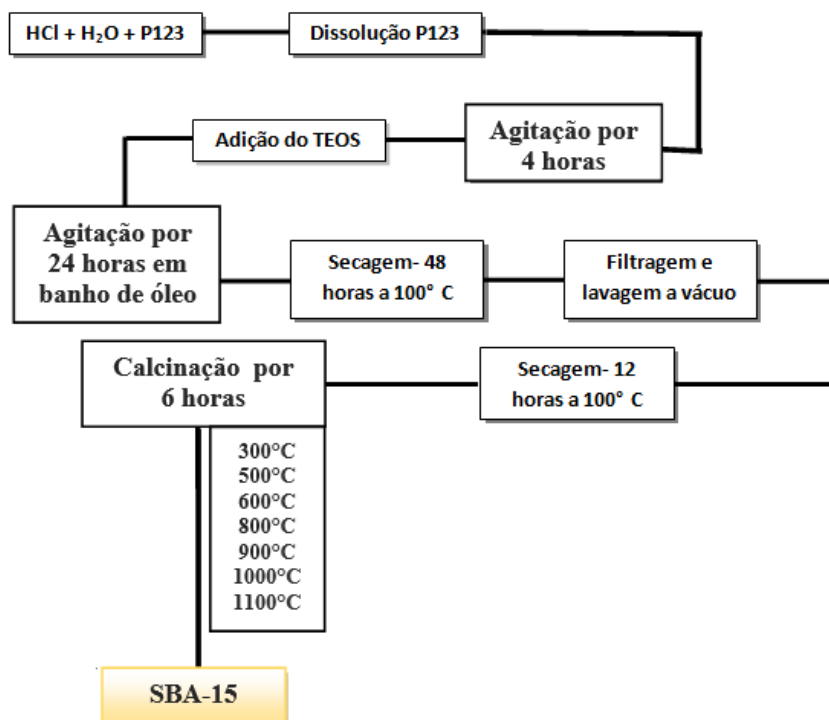 HCl + H₂O + P123
Dissolução P123
Agitação por
4 horas
Adição do TEOS
Agitação por
24 horas em
banho de óleo
Secagem- 48
horas a 100° C
Filtragem e
lavagem a vácuo
Secagem- 12
horas a 100° C
Calcinação por
6 horas
300°C
500°C
600°C
800°C
900°C
1000°C
1100°C
SBA-15